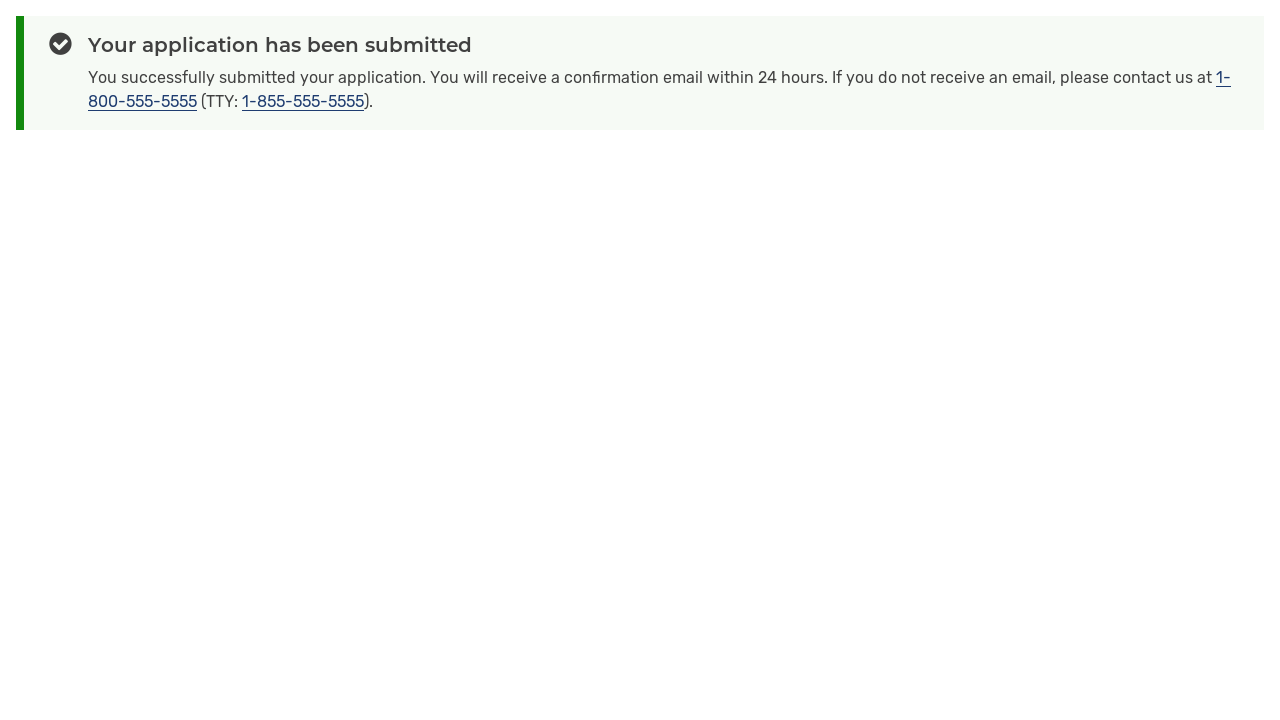 Your application has been submitted
You successfully submitted your application. You will receive a confirmation email within 24 hours. If you do not receive an email, please contact us at 1-
800-555-5555 (TTY: 1-855-555-5555).